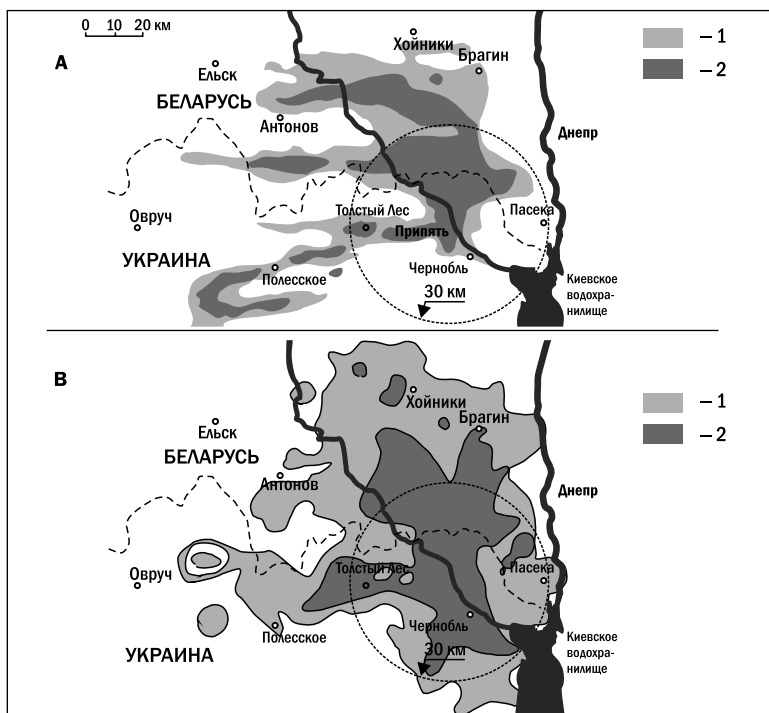 0 10 20 км
Хойники
– 1
Брагин
А
Ельск
– 2
БЕЛАРУСЬ
Антонов
Днепр
Овруч
Толстый Лес
Пасека
Припять
УКРАИНА
Чернобль
Полесское
Киевское
водохра-
нилище
30 км
В
Хойники
– 1
Брагин
Ельск
– 2
БЕЛАРУСЬ
Антонов
Днепр
Овруч
Толстый Лес
Пасека
Чернобль
Полесское
Киевское
водохра-
нилище
УКРАИНА
30 км